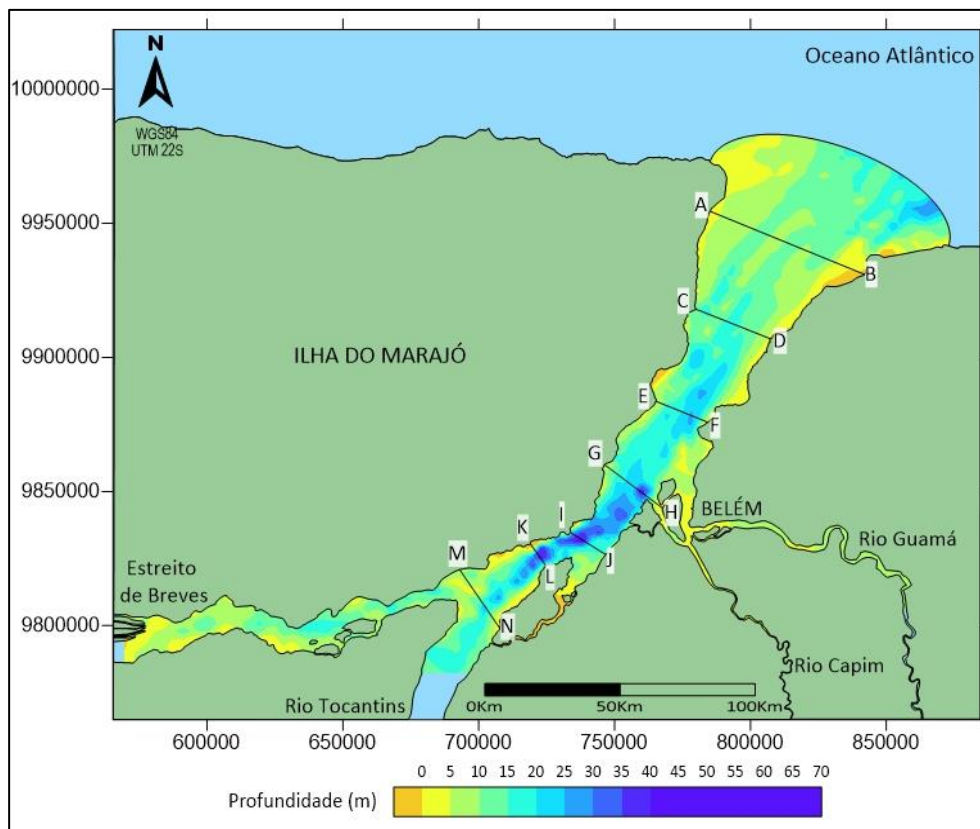 Oceano Atlântico
N
WGS84
UTM 22S
10000000
9950000
9900000
9850000
9800000
A
B
C
D
ILHA DO MARAJÓ
E
F
G
H
BELÉM
I
J
K
L
M
N
Rio Guamá
Estreito
de Breves
Rio Capim
Rio Tocantins
0Km 50Km 100Km
600000 650000 700000 750000 800000 850000
0 5 10 15 20 25 30 35 40 45 50 55 60 65 70
Profundidade (m)